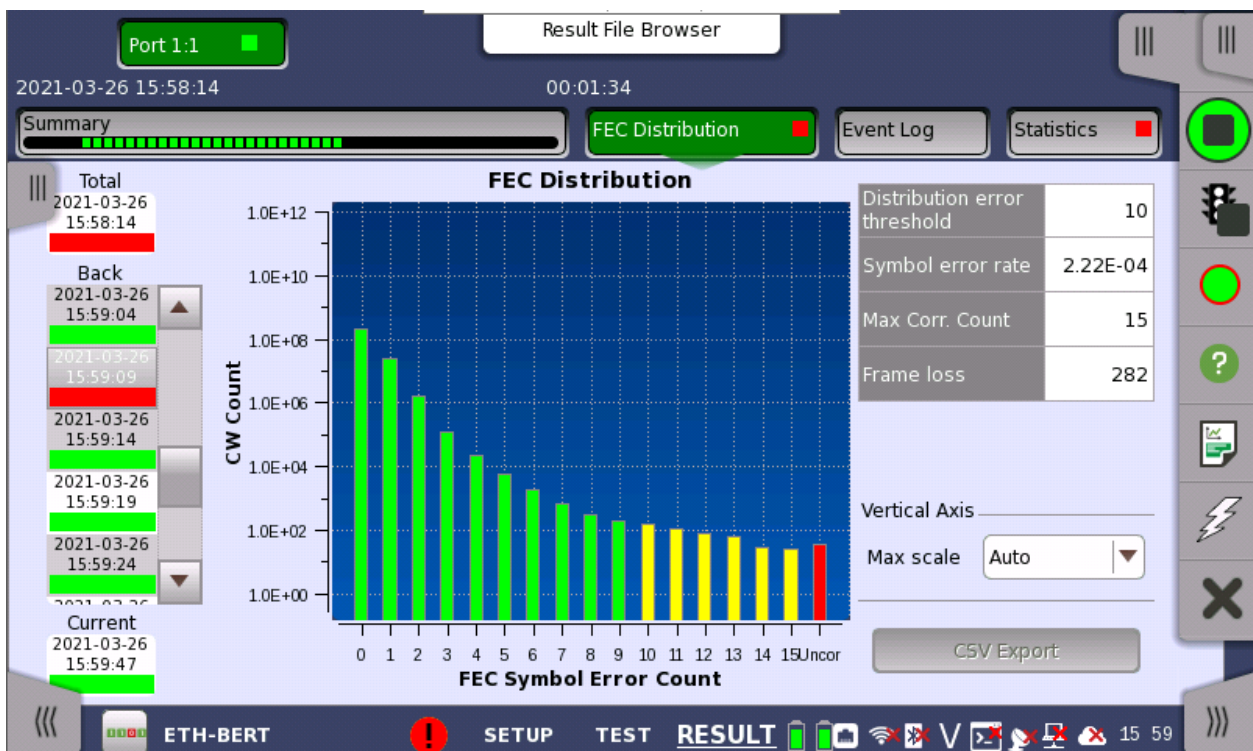 Result File Browser
Port 1:1
2021-03-26 15:58:14
00:01:34
Summary
FEC Distribution
Event Log
Statistics
Total
2021-03-26
15:58:14
Back
2021-03-26
15:59:04
2021-03-26
15:59:09
2021-03-26
15:59:14
2021-03-26
15:59:19
2021-03-26
15:59:24
Current
2021-03-26
15:59:47
FEC Distribution
CW Count
1.0E+12
1.0E+10
1.0E+08
1.0E+06
1.0E+04
1.0E+02
1.0E+00
0 1 2 3 4 5 6 7 8 9 10 11 12 13 14 15 Uncor
FEC Symbol Error Count
Distribution error
threshold
10
Symbol error rate
2.22E-04
Max Corr. Count
15
Frame loss
282
Vertical Axis
Max scale
Auto
CSV Export
ETH-BERT
SETUP
TEST
RESULT
15 59